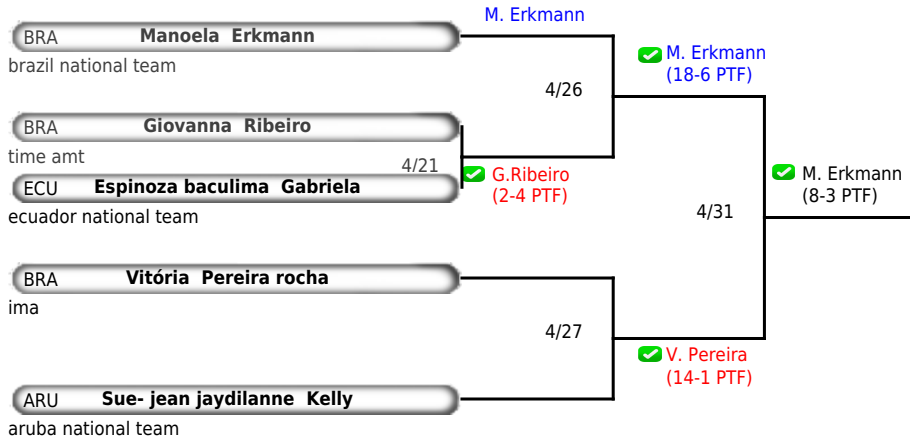 M. Erkmann
BRA Manoela Erkmann
brazil national team
M. Erkmann
(18-6 PTF)
4/26
BRA Giovanna Ribeiro
time amt
4/21
G.Ribeiro
(2-4 PTF)
M. Erkmann
(8-3 PTF)
ECU Espinoza baculima Gabriela
ecuador national team
4/31
BRA Vitória Pereira rocha
ima
4/27
V. Pereira
(14-1 PTF)
ARU Sue- jean jaydilanne Kelly
aruba national team